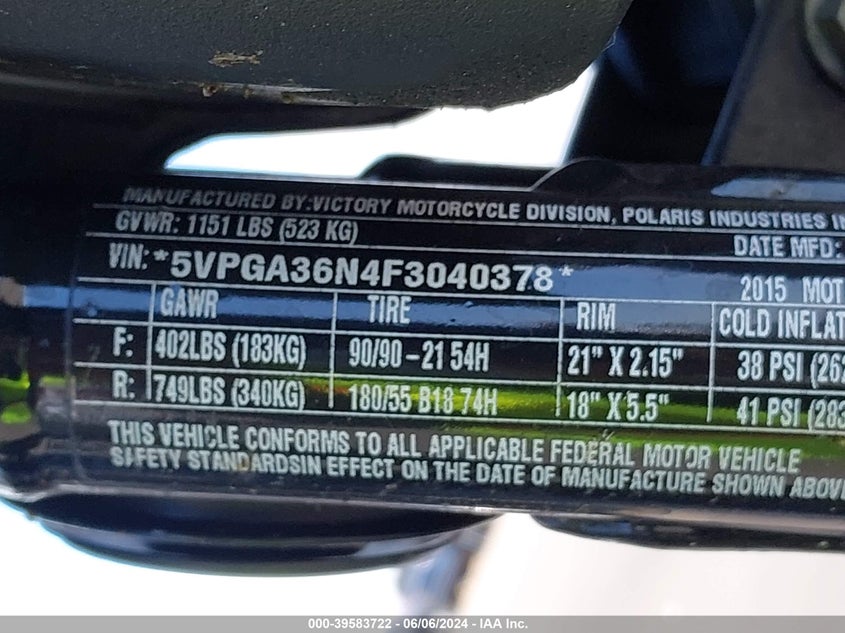 MANUFACTURED BY:VICTORY MOTORCYCLE DIVISION, POLARIS INDUSTRIES IN
GVWR: 1151 LBS (523 KG)
DATE MFD:
VIN: *5VPGA36N4F3040378*
2015 MOT
GAWR TIRE RIM COLD INFLAT
F: 402LBS (183KG) 90/90 - 21 54H 21" X 2.15" 38 PSI (262
R: 749LBS (340KG) 180/55 B18 74H 18" X 5.5" 41 PSI (283
THIS VEHICLE CONFORMS TO ALL APPLICABLE FEDERAL MOTOR VEHICLE
SAFETY STANDARDSIN EFFECT ON THE DATE OF MANUFACTURE SHOWN ABOVE
000-39583722 - 06/06/2024 - IAA Inc.